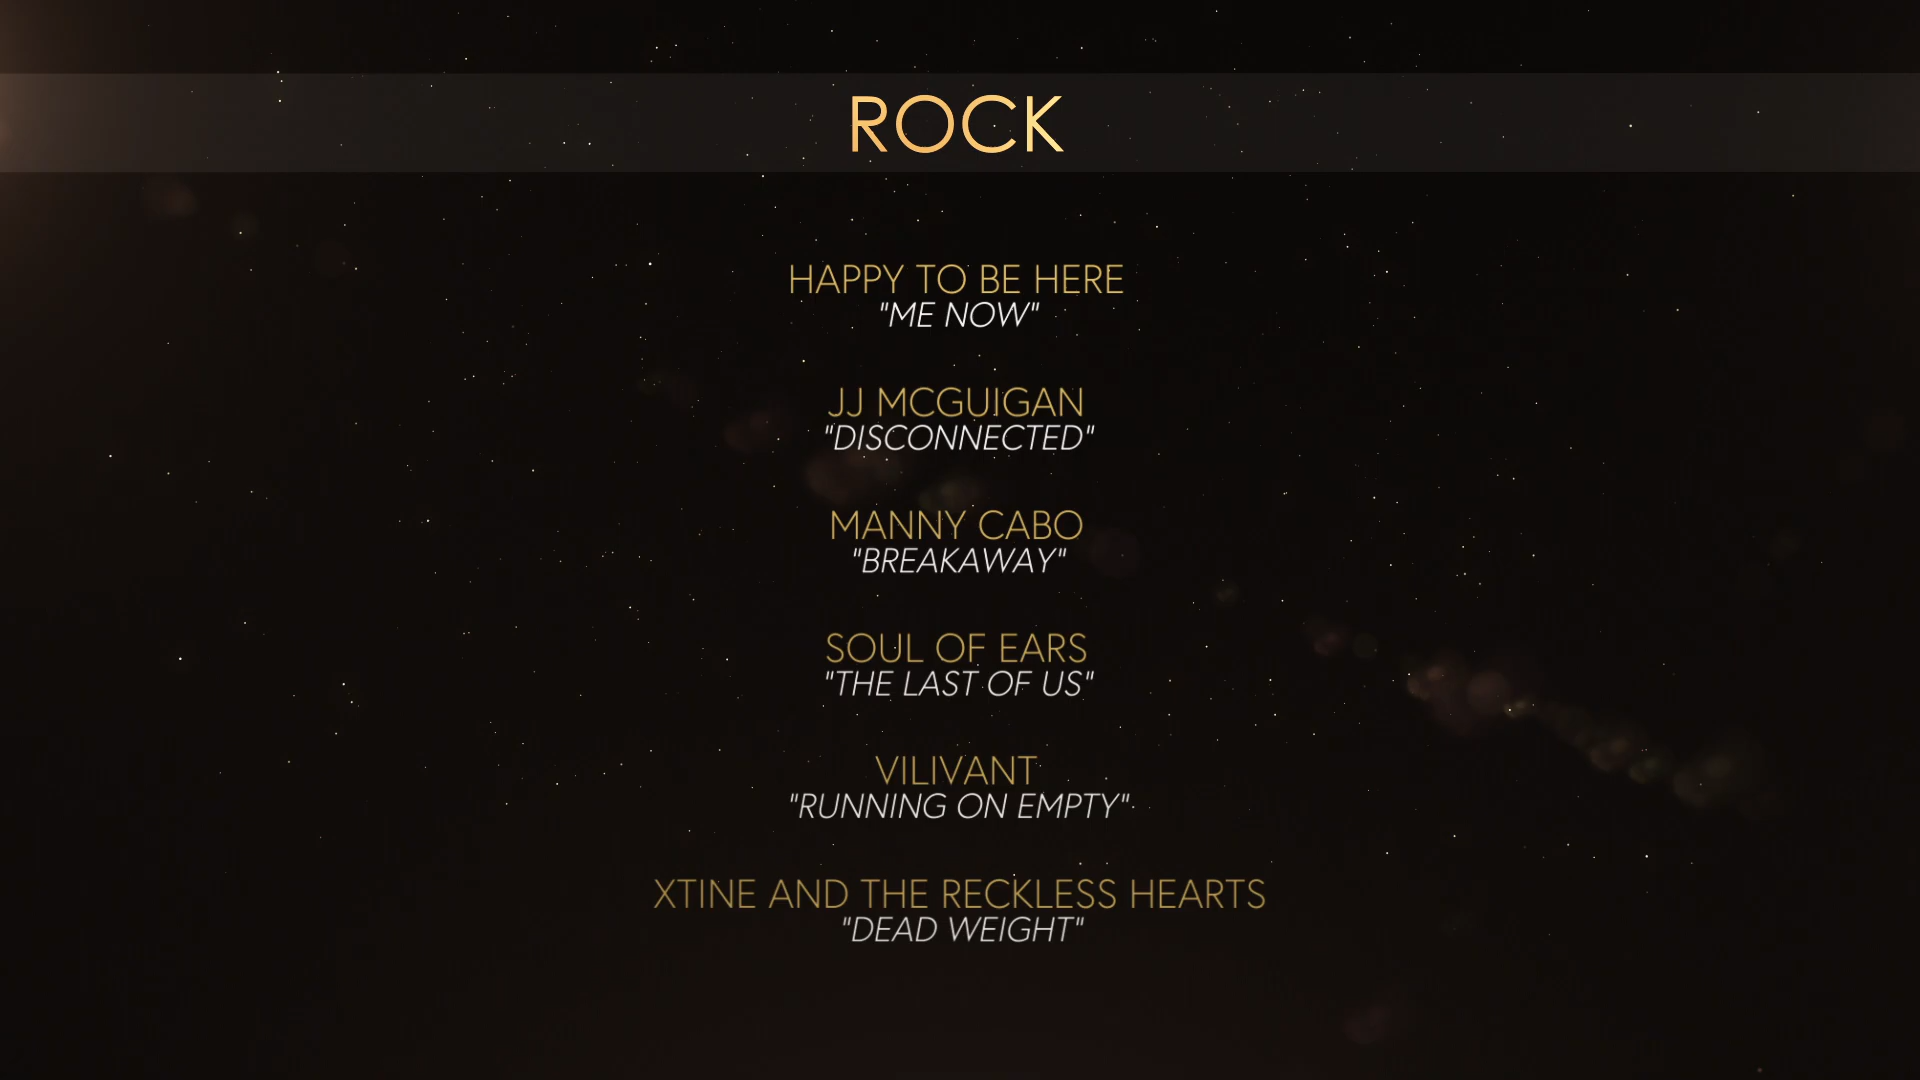 ROCK
HAPPY TO BE HERE
"ME NOW"
JJ MCGUIGAN
"DISCONNECTED"
MANNY CABO
"BREAKAWAY"
SOUL OF EARS
"THE LAST OF US"
VILIVANT
"RUNNING ON EMPTY"
XTINE AND THE RECKLESS HEARTS
"DEAD WEIGHT"